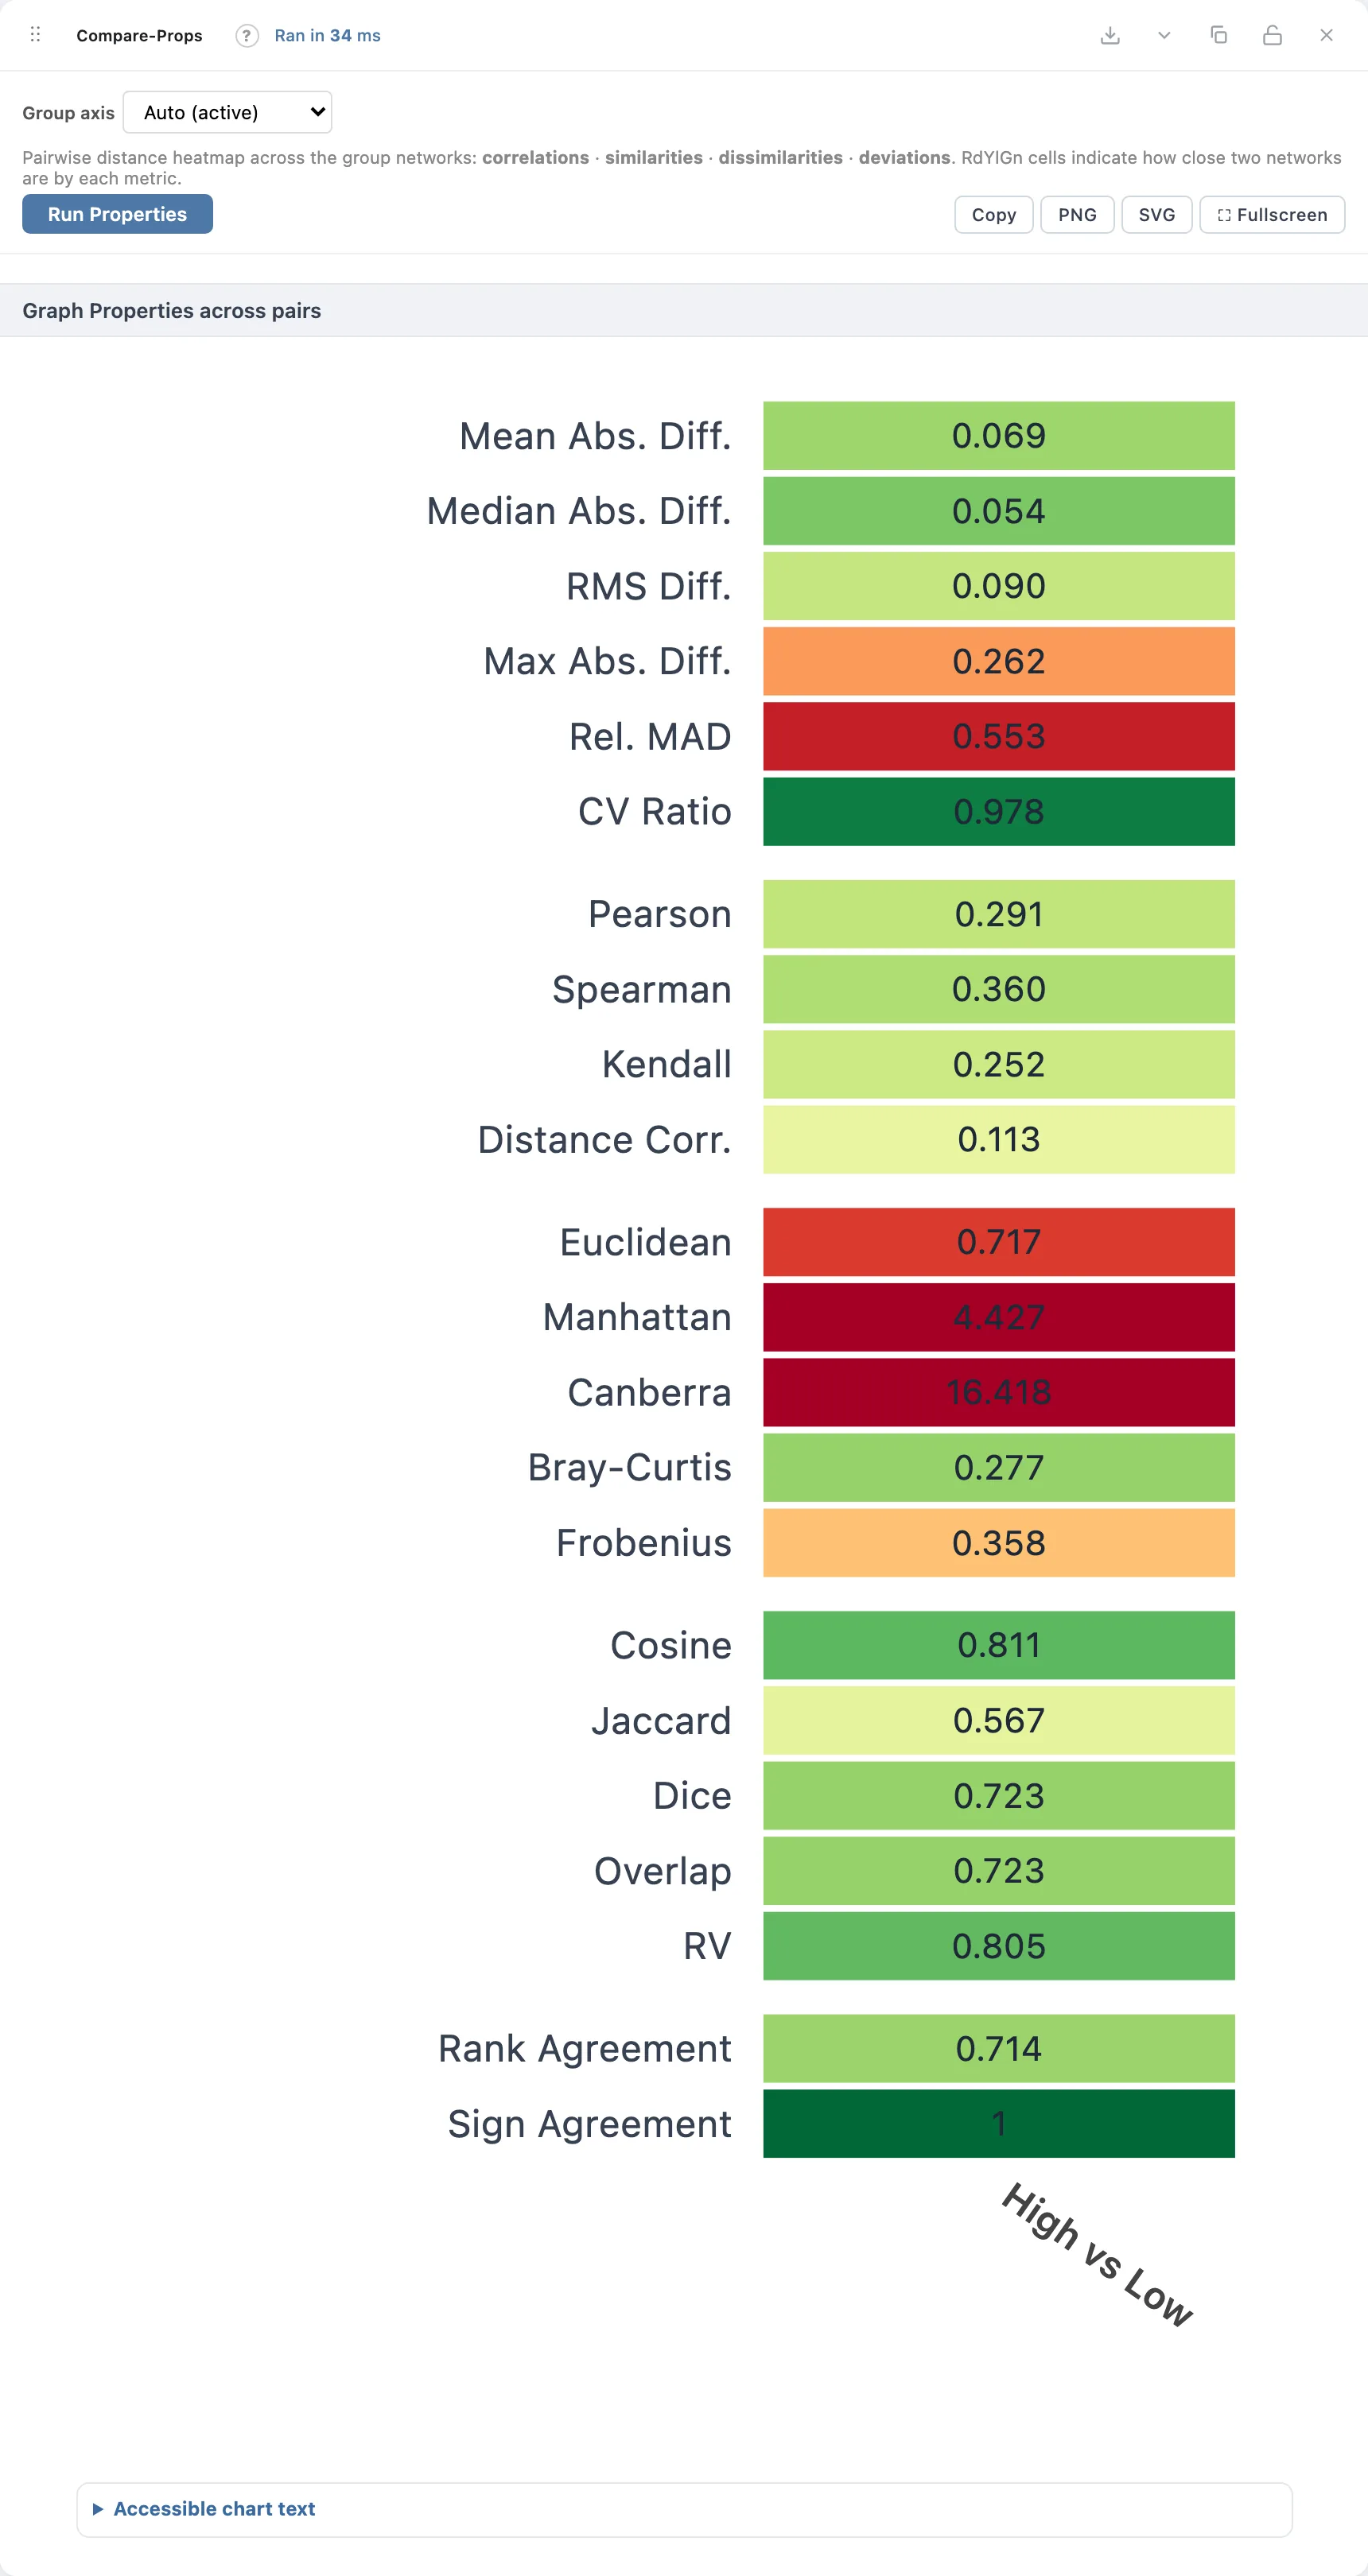 Compare-Props ? Ran in 34 ms
Group axis Auto (active)
Pairwise distance heatmap across the group networks: correlations · similarities · dissimilarities · deviations. RdYlGn cells indicate how close two networks
are by each metric.
Run Properties Copy PNG SVG Fullscreen
Graph Properties across pairs
Mean Abs. Diff. 0.069
Median Abs. Diff. 0.054
RMS Diff. 0.090
Max Abs. Diff. 0.262
Rel. MAD 0.553
CV Ratio 0.978
Pearson 0.291
Spearman 0.360
Kendall 0.252
Distance Corr. 0.113
Euclidean 0.717
Manhattan 4.427
Canberra 16.418
Bray-Curtis 0.277
Frobenius 0.358
Cosine 0.811
Jaccard 0.567
Dice 0.723
Overlap 0.723
RV 0.805
Rank Agreement 0.714
Sign Agreement 1
High vs Low
Accessible chart text